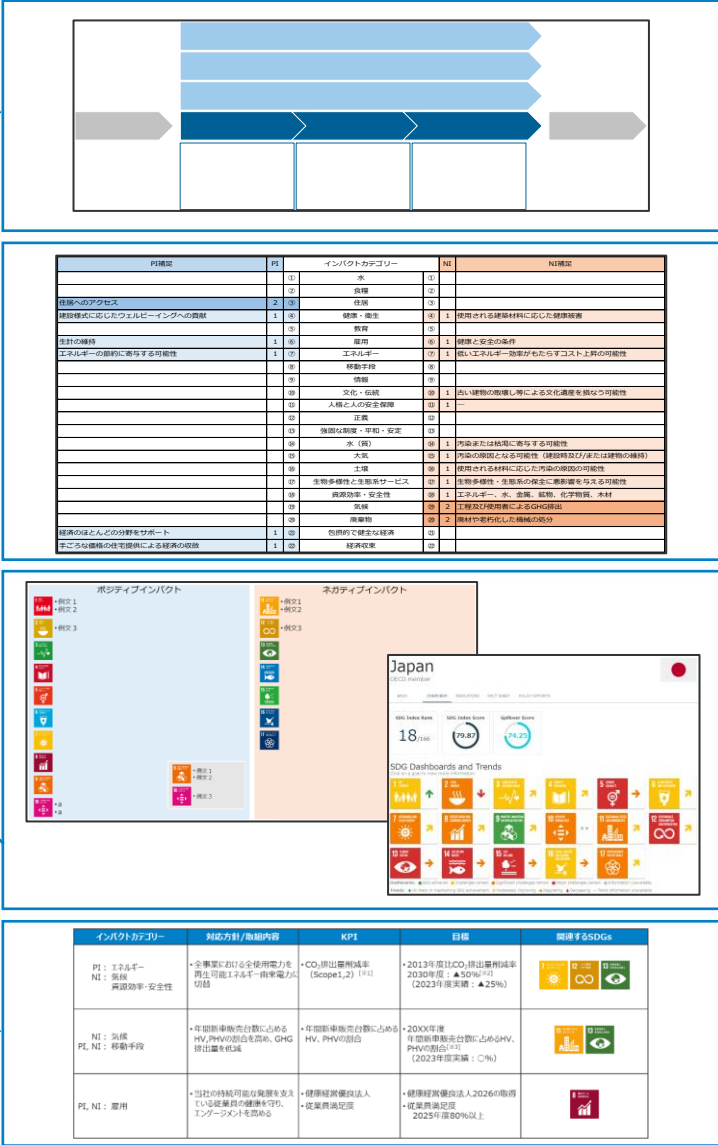 PI補足 PI インパクトカテゴリー NI NI補足
① 水 ①
② 食糧 ②
住居へのアクセス 2 ③ 住居 ③
建設様式に応じたウェルビーイングへの貢献 1 ④ 健康・衛生 ④ 1 使用される建築材料に応じた健康被害
⑤ 教育 ⑤
生計の維持 1 ⑥ 雇用 ⑥ 1 健康と安全の条件
エネルギーの節約に寄与する可能性 1 ⑦ エネルギー ⑦ 1 低いエネルギー効率がもたらすコスト上昇の可能性
⑧ 移動手段 ⑧
⑨ 情報 ⑨
⑩ 文化・伝統 ⑩ 1 古い建物の取壊し等による文化遺産を損なう可能性
⑪ 人格と人の安全保障 ⑪ 1 ―
⑫ 正義 ⑫
⑬ 強固な制度・平和・安定 ⑬
⑭ 水（質） ⑭ 1 汚染または枯渇に寄与する可能性
⑮ 大気 ⑮ 1 汚染の原因となる可能性（建設時及び/または建物の維持）
⑯ 土壌 ⑯ 1 使用される材料に応じた汚染の原因の可能性
⑰ 生物多様性と生態系サービス ⑰ 1 生物多様性・生態系の保全に悪影響を与える可能性
⑱ 資源効率・安全性 ⑱ 1 エネルギー、水、金属、鉱物、化学物質、木材
⑲ 気候 ⑲ 2 工程及び使用者によるGHG排出
⑳ 廃棄物 ⑳ 2 廃材や老朽化した機械の処分
経済のほとんどの分野をサポート 1 ㉑ 包摂的で健全な経済 ㉑
手ごろな価格の住宅提供による経済の収斂 1 ㉒ 経済収束 ㉒
ポジティブインパクト
・例文１
・例文２
・例文３
・例文１
・例文２
・例文３
・a
・a
ネガティブインパクト
・例文1
・例文2
・例文3
Japan
OECD member
OVERVIEW INDICATORS FACT SHEET POLICY EFFORTS
SDG Index Rank SDG Index Score Spillover Score
18/166 79.87 74.25
SDG Dashboards and Trends
Click on a goal to view more information
インパクトカテゴリー 対応方針/取組内容 KPI 目標 関連するSDGs
PI： エネルギー
NI： 気候
資源効率・安全性
・全事業における全使用電力を
再生可能エネルギー由来電力に
切替
・CO₂排出量削減率
（Scope1,2）[※1]
・2013年度比CO₂排出量削減率
2030年度：▲50%[※2]
（2023年度実績：▲25%）
NI： 気候
PI, NI： 移動手段
・年間新車販売台数に占める
HV,PHVの割合を高め、GHG
排出量を低減
・年間新車販売台数に占める
HV、PHVの割合
・20XX年度
年間新車販売台数に占めるHV、
PHVの割合[※3]
（2023年度実績：○%）
PI, NI： 雇用
・当社の持続可能な発展を支え
ている従業員の健康を守り、
エンゲージメントを高める
・健康経営優良法人
・従業員満足度
・健康経営優良法人2026の取得
・従業員満足度
2025年度80%以上